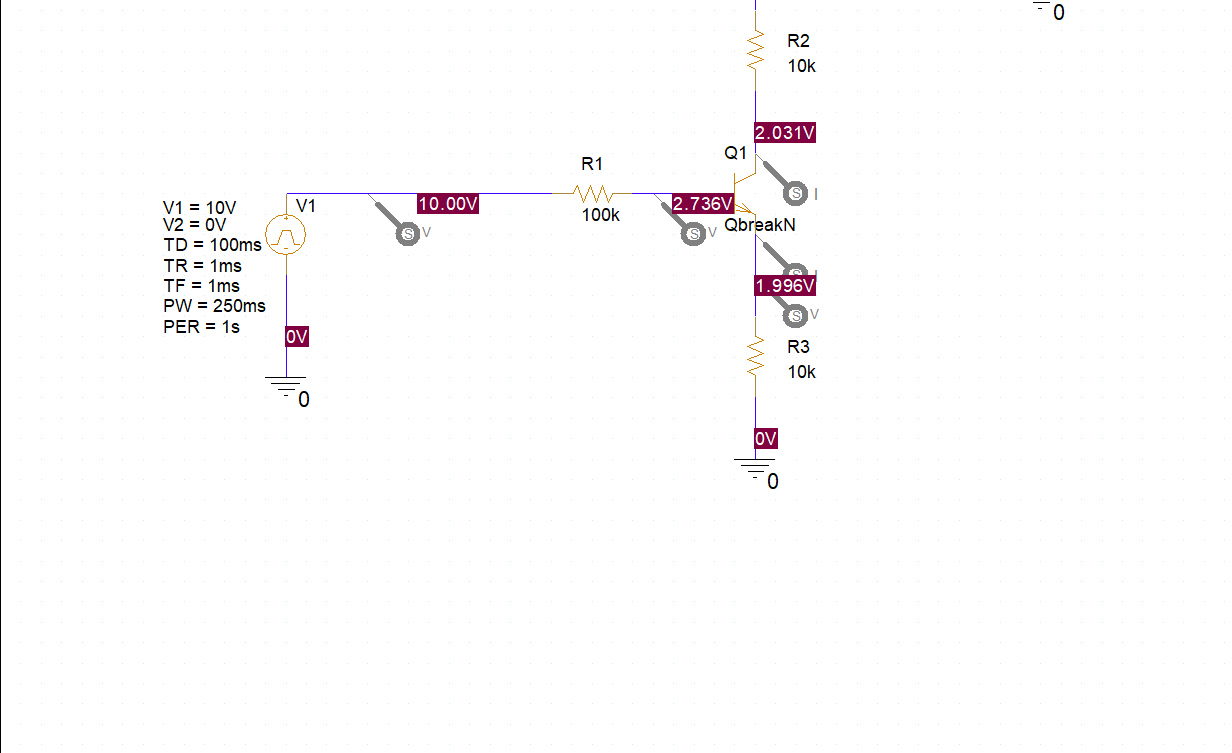 0
R2
10k
2.031V
Q1
I
R1
100k
V1 = 10V
V2 = 0V
TD = 100ms
TR = 1ms
TF = 1ms
PW = 250ms
PER = 1s
V1
10.00V
S V
2.736V
S V
S
QbreakN
S I
1.996V
S V
0V
0
R3
10k
0V
0